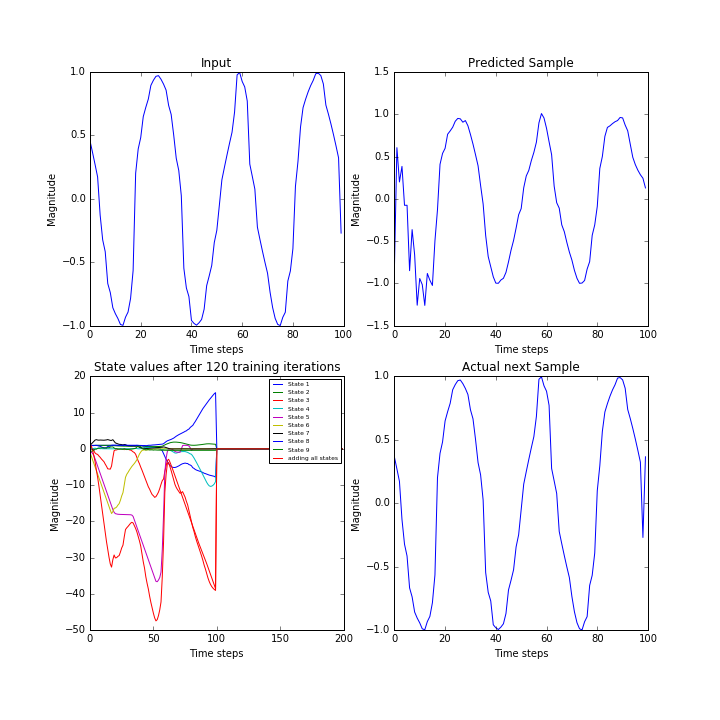 Input
1.0
0.5
0.0
−0.5
−1.0
Magnitude
0 20 40 60 80 100
Time steps
Predicted Sample
1.5
1.0
0.5
0.0
−0.5
−1.0
−1.5
Magnitude
0 20 40 60 80 100
Time steps
State values after 120 training iterations
20
10
0
−10
−20
−30
−40
−50
Magnitude
0 50 100 150 200
Time steps
State 1
State 2
State 3
State 4
State 5
State 6
State 7
State 8
State 9
adding all states
Actual next Sample
1.0
0.5
0.0
−0.5
−1.0
Magnitude
0 20 40 60 80 100
Time steps